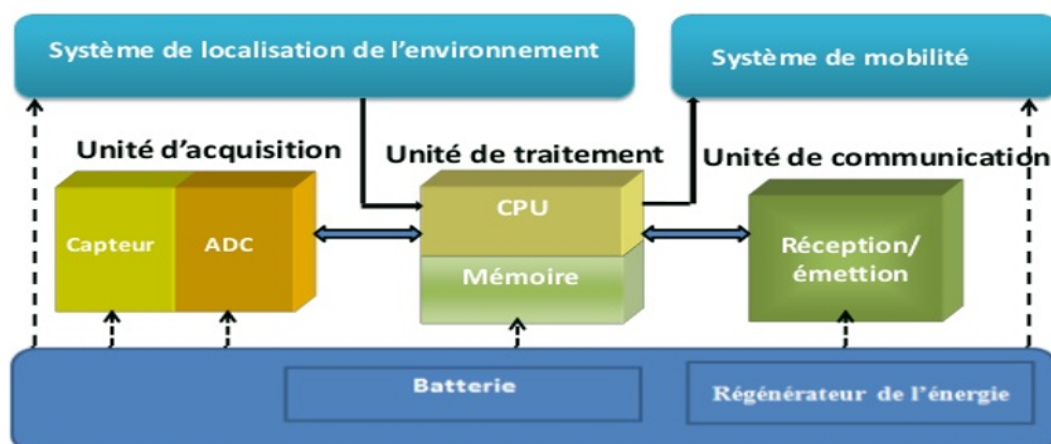 Système de localisation de l’environnement
Système de mobilité
Unité d’acquisition
Unité de traitement
Unité de communication
Capteur
ADC
CPU
Mémoire
Réception/
émettion
Batterie
Régénérateur de l’énergie